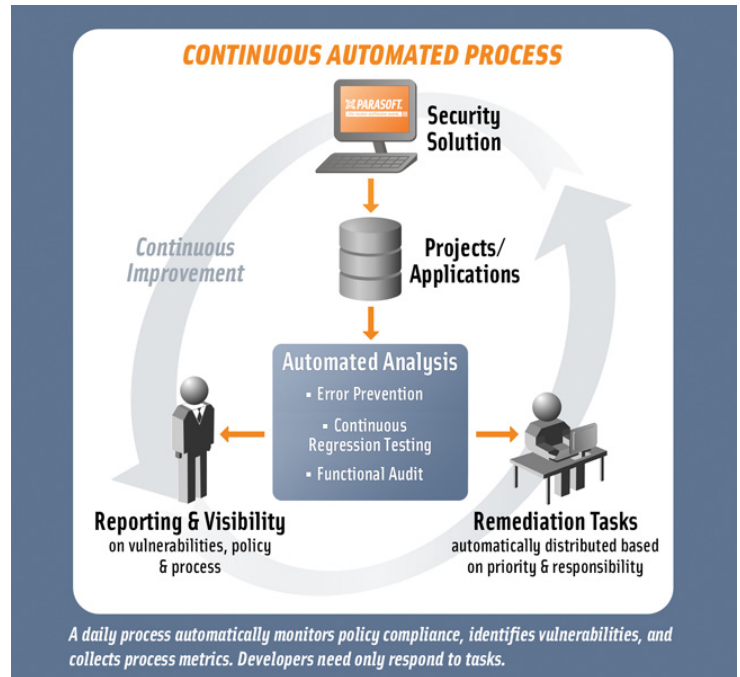 CONTINUOUS AUTOMATED PROCESS
PARASOFT.
Security
Solution
Continuous
Improvement
Projects/
Applications
Automated Analysis
▪ Error Prevention
▪ Continuous
Regression Testing
▪ Functional Audit
Reporting & Visibility
on vulnerabilities, policy
& process
Remediation Tasks
automatically distributed based
on priority & responsibility
A daily process automatically monitors policy compliance, identifies vulnerabilities, and
collects process metrics. Developers need only respond to tasks.